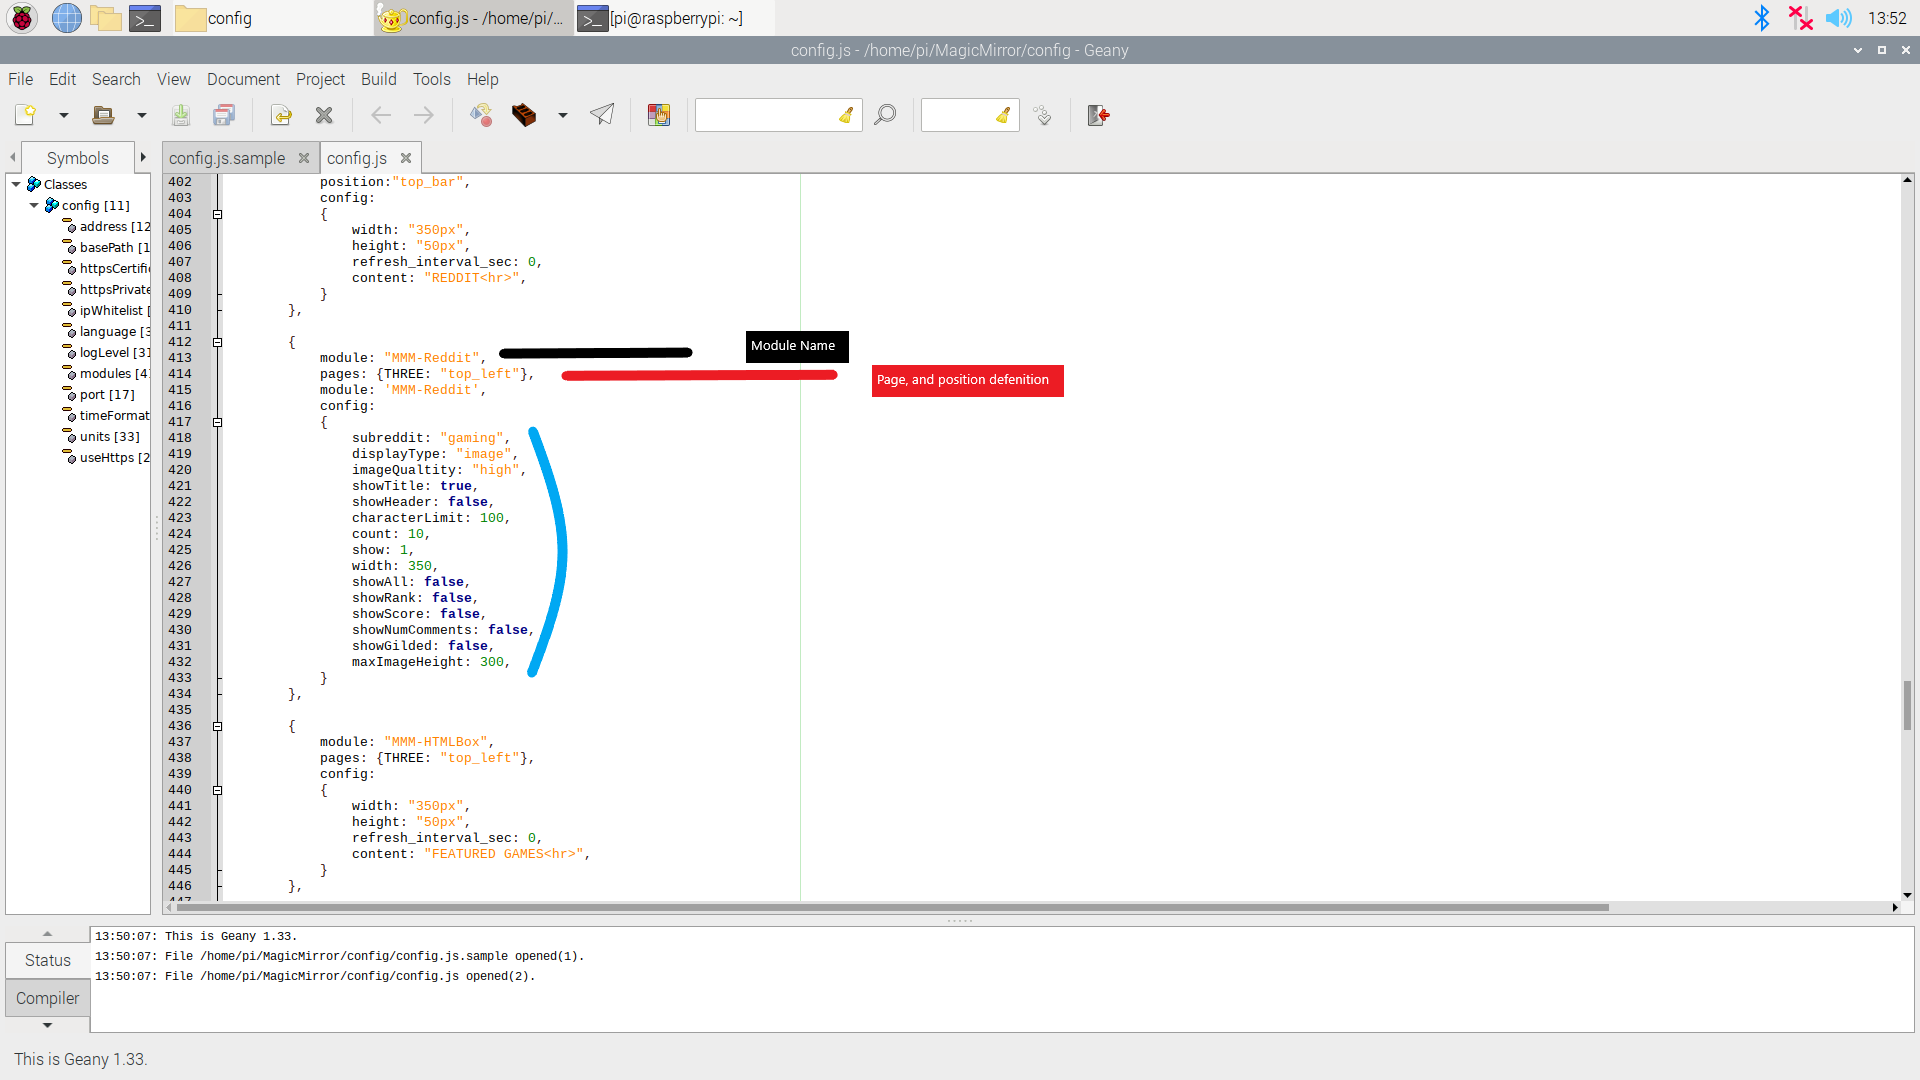 config
config.js - /home/pi/...
[pi@raspberrypi: ~]
13:52
config.js - /home/pi/MagicMirror/config - Geany
File Edit Search View Document Project Build Tools Help
Symbols
config.js.sample
config.js
Classes
config [11]
address [12
basePath [1
httpsCertific
httpsPrivate
ipWhitelist [
language [3
logLevel [31
modules [41
port [17]
timeFormat
units [33]
useHttps [2
402 position:"top_bar",
403 config:
404 {
405 width: "350px",
406 height: "50px",
407 refresh_interval_sec: 0,
408 content: "REDDIT<hr>",
409 }
410 },
411
412 {
413 module: "MMM-Reddit",
Module Name
414 pages: {THREE: "top_left"},
Page, and position defenition
415 module: 'MMM-Reddit',
416 config:
417 {
418 subreddit: "gaming",
419 displayType: "image",
420 imageQualtity: "high",
421 showTitle: true,
422 showHeader: false,
423 characterLimit: 100,
424 count: 10,
425 show: 1,
426 width: 350,
427 showAll: false,
428 showRank: false,
429 showScore: false,
430 showNumComments: false,
431 showGilded: false,
432 maxImageHeight: 300,
433 }
434 },
435
436 {
437 module: "MMM-HTMLBox",
438 pages: {THREE: "top_left"},
439 config:
440 {
441 width: "350px",
442 height: "50px",
443 refresh_interval_sec: 0,
444 content: "FEATURED GAMES<hr>",
445 }
446 },
447
Status
Compiler
13:50:07: This is Geany 1.33.
13:50:07: File /home/pi/MagicMirror/config/config.js.sample opened(1).
13:50:07: File /home/pi/MagicMirror/config/config.js opened(2).
This is Geany 1.33.